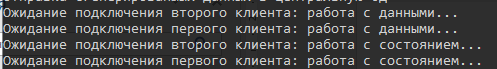 Ожидание подключения второго клиента: работа с данными...
Ожидание подключения первого клиента: работа с данными...
Ожидание подключения второго клиента: работа с состоянием...
Ожидание подключения первого клиента: работа с состоянием...